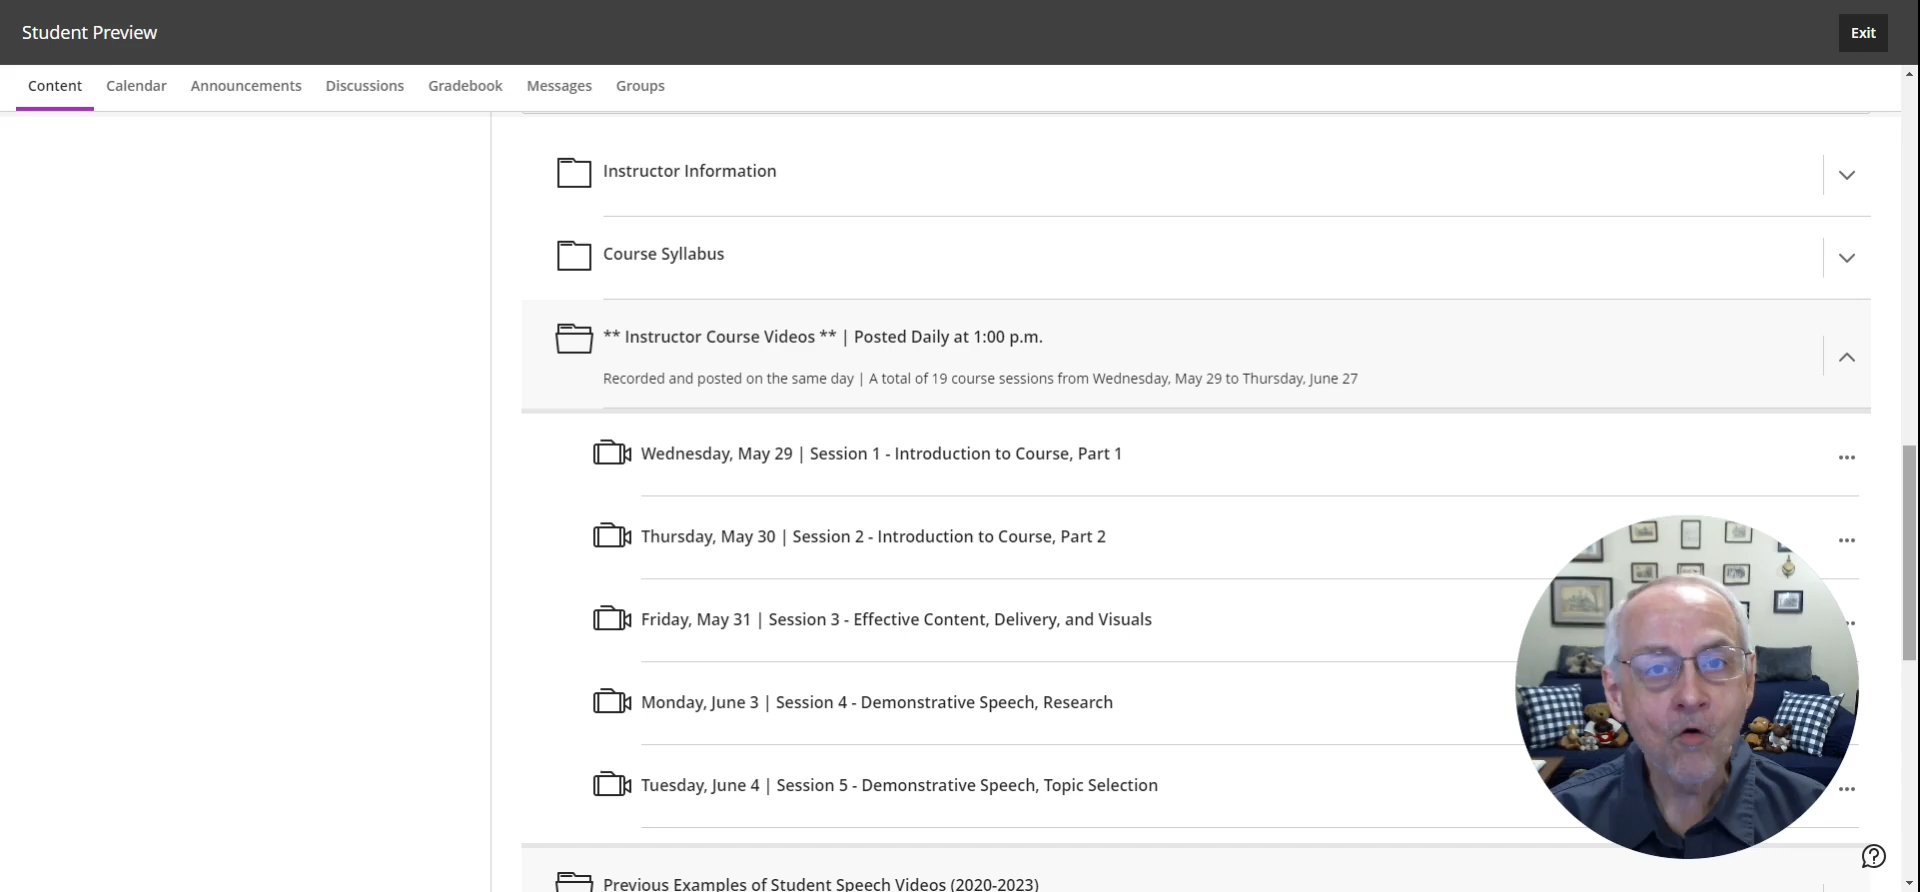 Student Preview
Exit
Content Calendar Announcements Discussions Gradebook Messages Groups
Instructor Information
Course Syllabus
** Instructor Course Videos ** | Posted Daily at 1:00 p.m.
Recorded and posted on the same day | A total of 19 course sessions from Wednesday, May 29 to Thursday, June 27
Wednesday, May 29 | Session 1 - Introduction to Course, Part 1
Thursday, May 30 | Session 2 - Introduction to Course, Part 2
Friday, May 31 | Session 3 - Effective Content, Delivery, and Visuals
Monday, June 3 | Session 4 - Demonstrative Speech, Research
Tuesday, June 4 | Session 5 - Demonstrative Speech, Topic Selection
Previous Examples of Student Speech Videos (2020-2023)